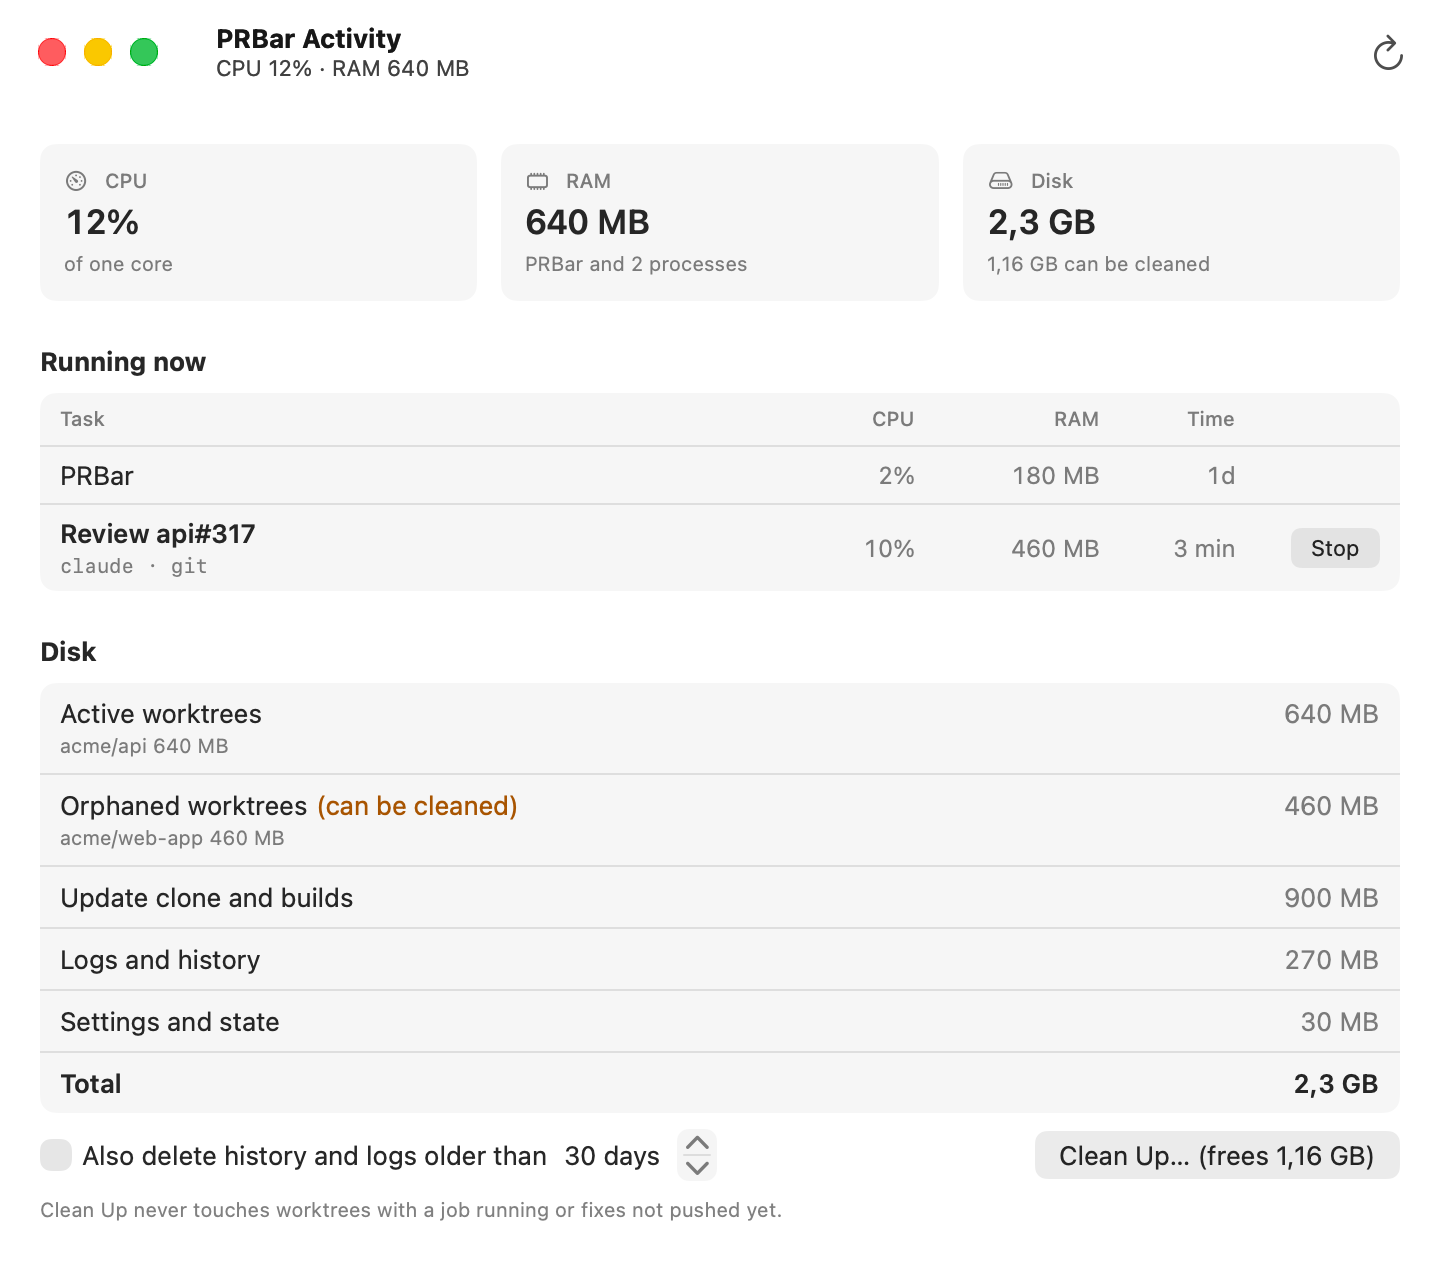 PRBar Activity
CPU 12% · RAM 640 MB
CPU
12%
of one core
RAM
640 MB
PRBar and 2 processes
Disk
2,3 GB
1,16 GB can be cleaned
Running now
Task CPU RAM Time
PRBar 2% 180 MB 1d
Review api#317
claude · git
10% 460 MB 3 min Stop
Disk
Active worktrees 640 MB
acme/api 640 MB
Orphaned worktrees (can be cleaned) 460 MB
acme/web-app 460 MB
Update clone and builds 900 MB
Logs and history 270 MB
Settings and state 30 MB
Total 2,3 GB
Also delete history and logs older than 30 days Clean Up... (frees 1,16 GB)
Clean Up never touches worktrees with a job running or fixes not pushed yet.